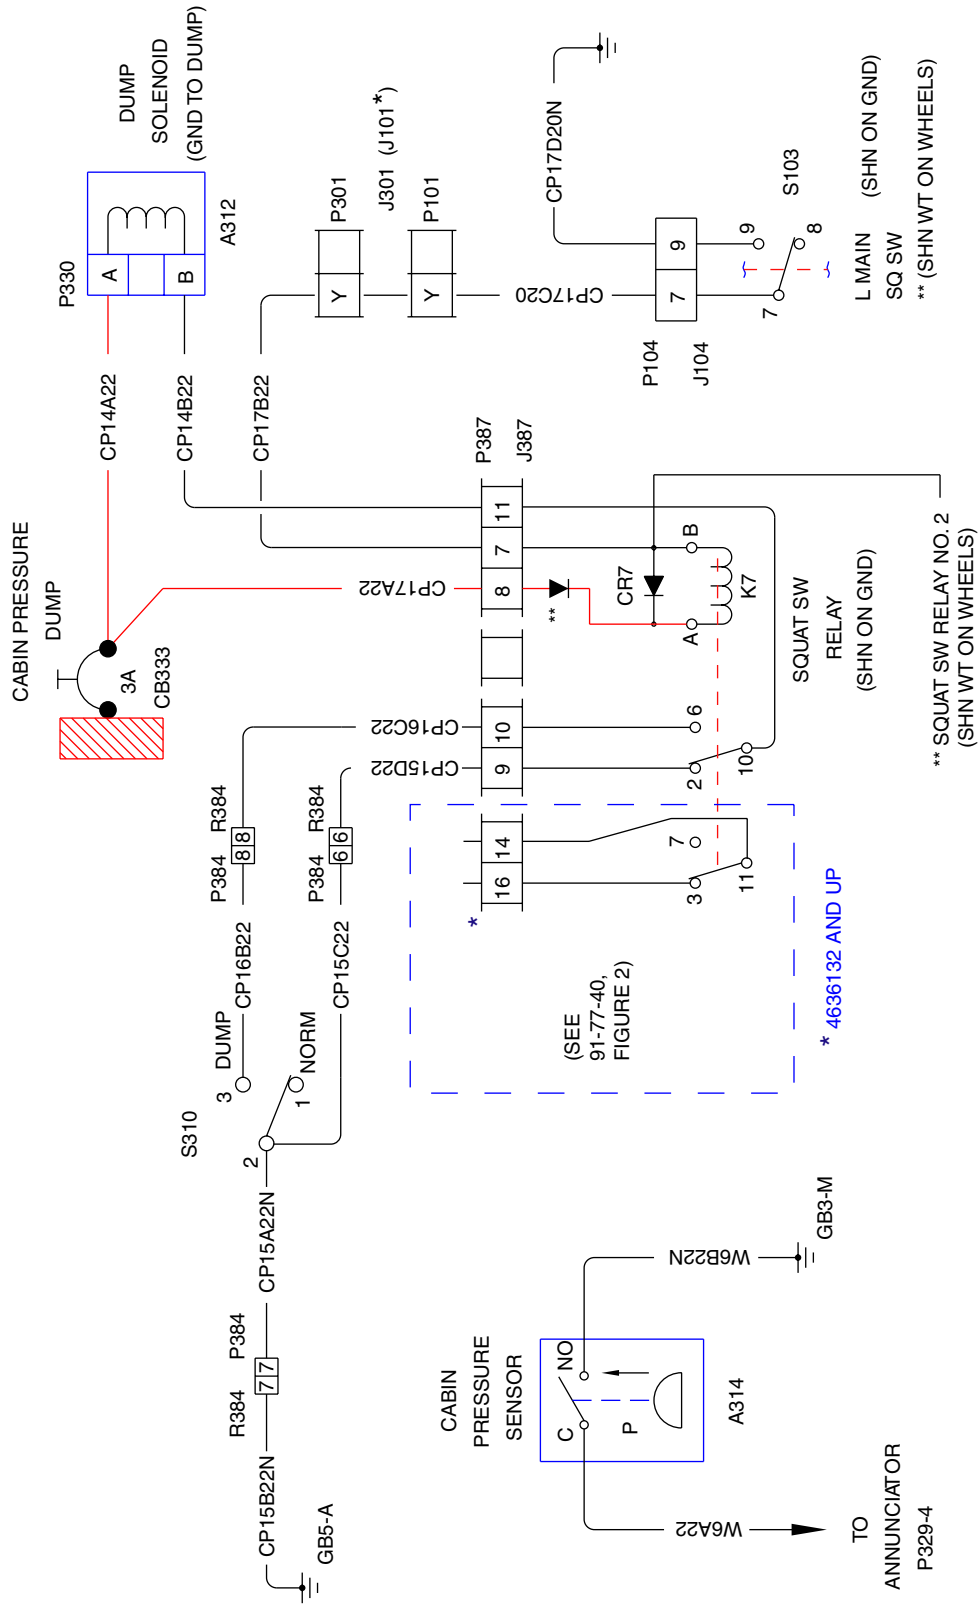 CABIN PRESSURE
DUMP
3A
CB333
DUMP
SOLENOID
(GND TO DUMP)
P330
A
B
A312
CP14A22
CP14B22
CP17B22
CP17A22
P301
J301 (J101*)
P101
Y
Y
CP17C20
CP17D20N
P104
J104
7
9
7
9
8
S103
L MAIN
SQ SW
(SHN ON GND)
** (SHN WT ON WHEELS)
P387
J387
11
7
8
10
9
14
16
**
CR7
A
B
K7
SQUAT SW
RELAY
(SHN ON GND)
** SQUAT SW RELAY NO. 2
(SHN WT ON WHEELS)
CP16C22
CP15D22
6
2
10
7
3
11
*
(SEE
91-77-40,
FIGURE 2)
* 4636132 AND UP
P384
R384
8
8
P384
R384
6
6
CP16B22
CP15C22
S310
3
DUMP
1
NORM
2
CP15A22N
R384
P384
7
7
CP15B22N
GB5-A
CABIN
PRESSURE
SENSOR
C
NO
P
A314
W6B22N
GB3-M
W6A22
TO
ANNUNCIATOR
P329-4